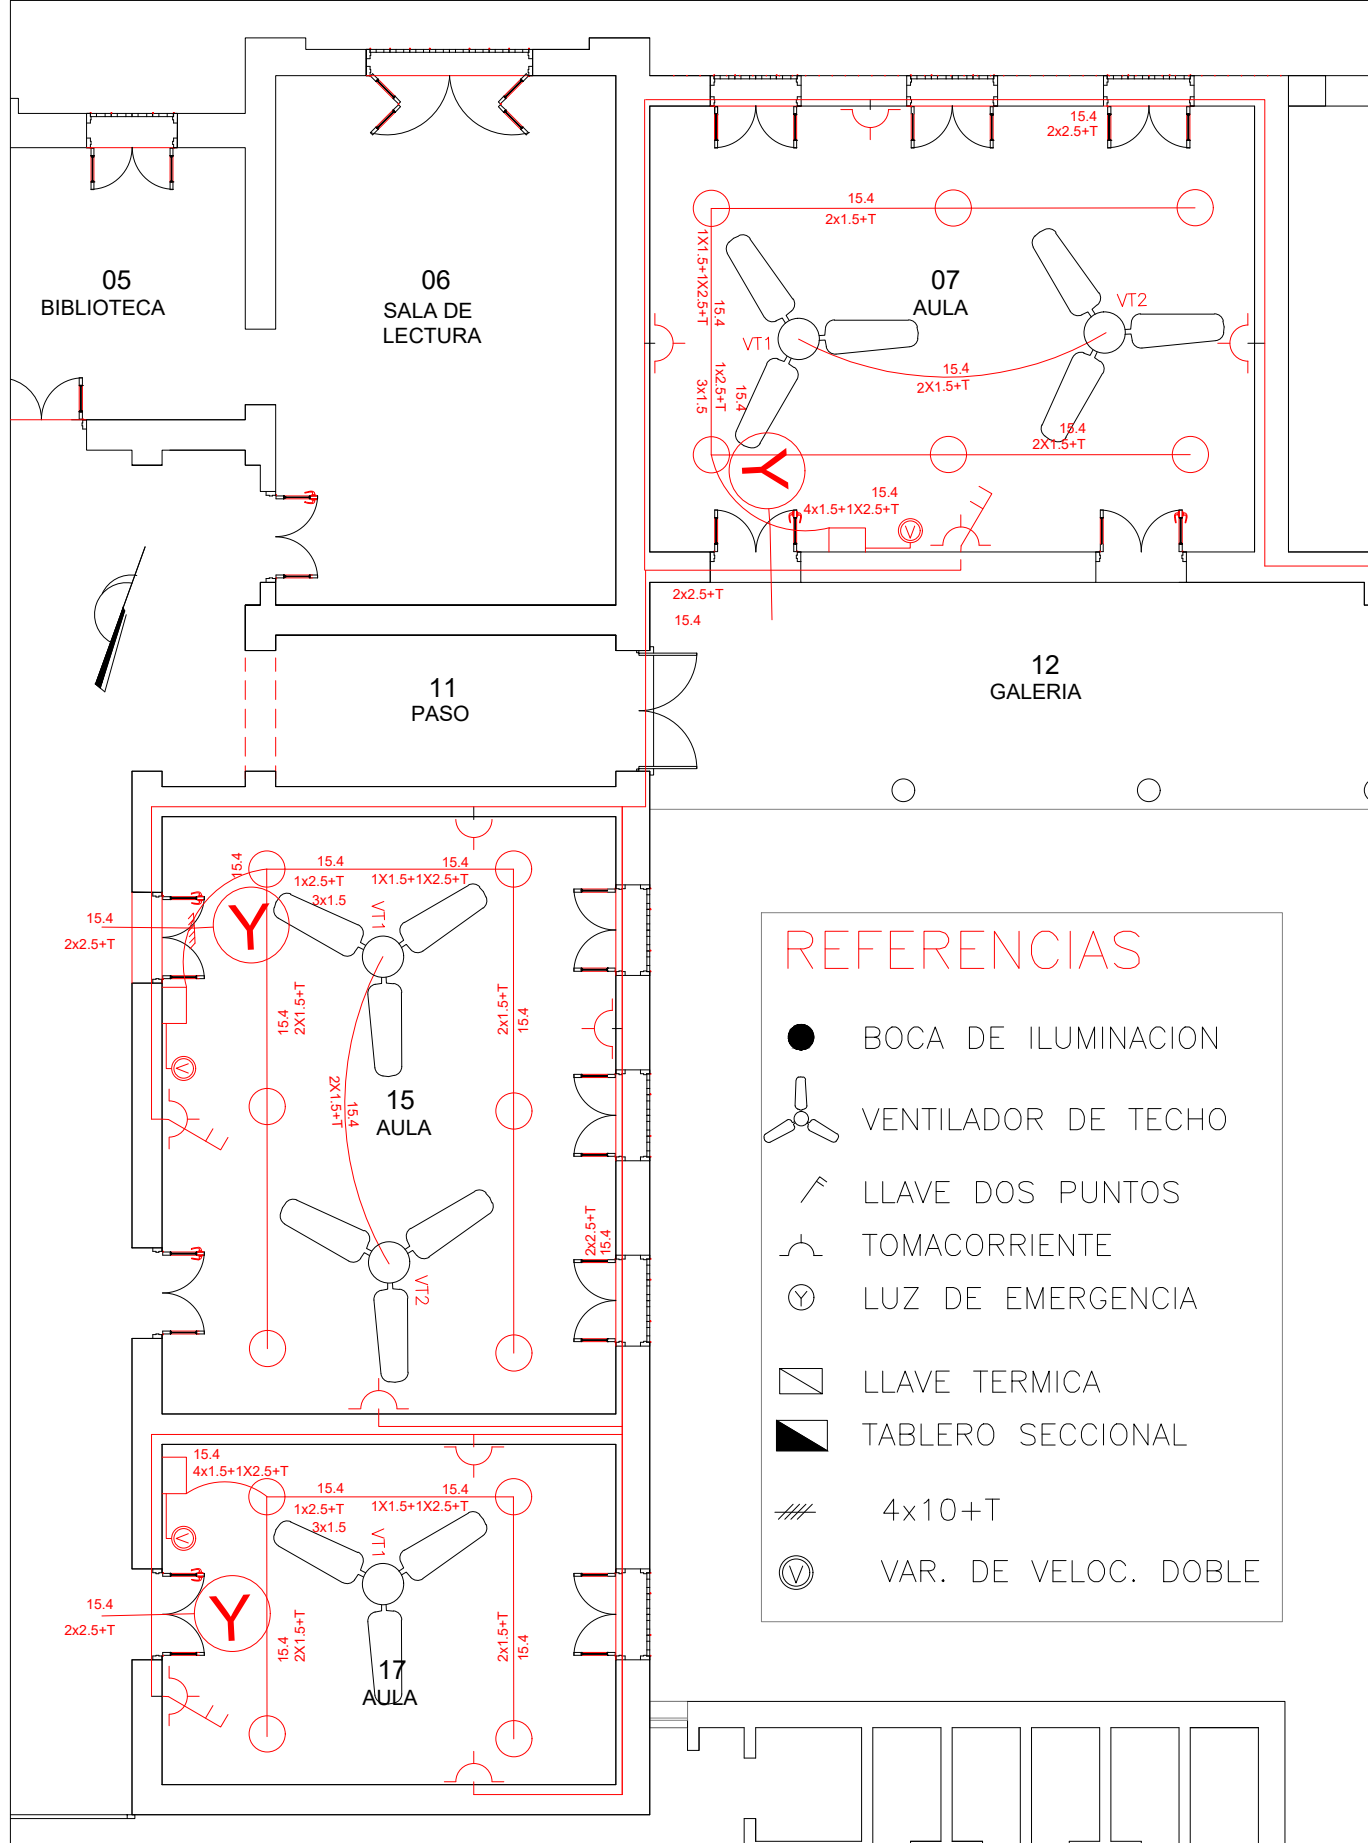 15.4
2x2.5+T
15.4
2x1.5+T
05
BIBLIOTECA
06
SALA DE
LECTURA
07
AULA
1X1.5+1X2.5+T
15.4
VT1
VT2
15.4
2X1.5+T
1x2.5+T
3x1.5
15.4
15.4
2X1.5+T
Y
15.4
4x1.5+1X2.5+T
V
2x2.5+T
15.4
11
PASO
12
GALERIA
15.4
15.4
1x2.5+T
3x1.5
15.4
1X1.5+1X2.5+T
VT1
15.4
2x2.5+T
Y
15.4
2X1.5+T
2x1.5+T
15.4
V
2X1.5+T
15.4
15
AULA
VT2
2x2.5+T
15.4
15.4
4x1.5+1X2.5+T
15.4
1x2.5+T
3x1.5
15.4
1X1.5+1X2.5+T
VT1
V
15.4
2x2.5+T
Y
15.4
2X1.5+T
2x1.5+T
15.4
17
AULA
REFERENCIAS
BOCA DE ILUMINACION
VENTILADOR DE TECHO
LLAVE DOS PUNTOS
TOMACORRIENTE
Y LUZ DE EMERGENCIA
LLAVE TERMICA
TABLERO SECCIONAL
4x10+T
V VAR. DE VELOC. DOBLE